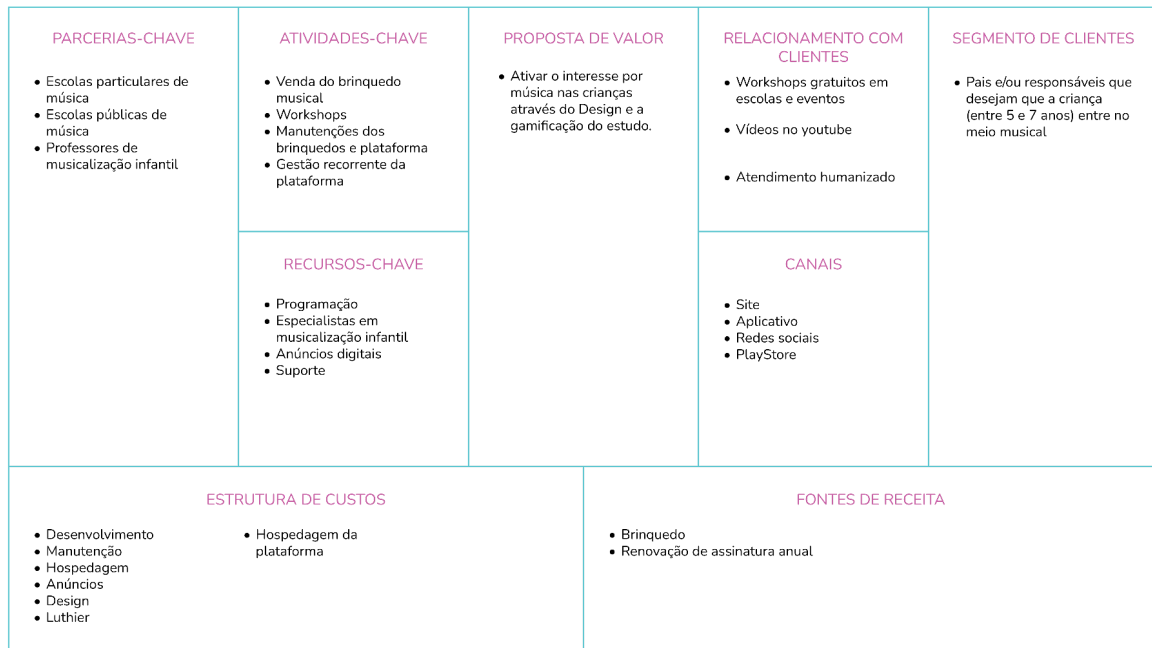 PARCERIAS-CHAVE
• Escolas particulares de
música
• Escolas públicas de
música
• Professores de
musicalização infantil
ATIVIDADES-CHAVE
• Venda do brinquedo
musical
• Workshops
• Manutenções dos
brinquedos e plataforma
• Gestão recorrente da
plataforma
RECURSOS-CHAVE
• Programação
• Especialistas em
musicalização infantil
• Anúncios digitais
• Suporte
PROPOSTA DE VALOR
• Ativar o interesse por
música nas crianças
através do Design e a
gamificação do estudo.
RELACIONAMENTO COM
CLIENTES
• Workshops gratuitos em
escolas e eventos
• Vídeos no youtube
• Atendimento humanizado
CANAIS
• Site
• Aplicativo
• Redes sociais
• PlayStore
SEGMENTO DE CLIENTES
• Pais e/ou responsáveis que
desejam que a criança
(entre 5 e 7 anos) entre no
meio musical
ESTRUTURA DE CUSTOS
• Desenvolvimento
• Manutenção
• Hospedagem
• Anúncios
• Design
• Luthier
• Hospedagem da
plataforma
FONTES DE RECEITA
• Brinquedo
• Renovação de assinatura anual